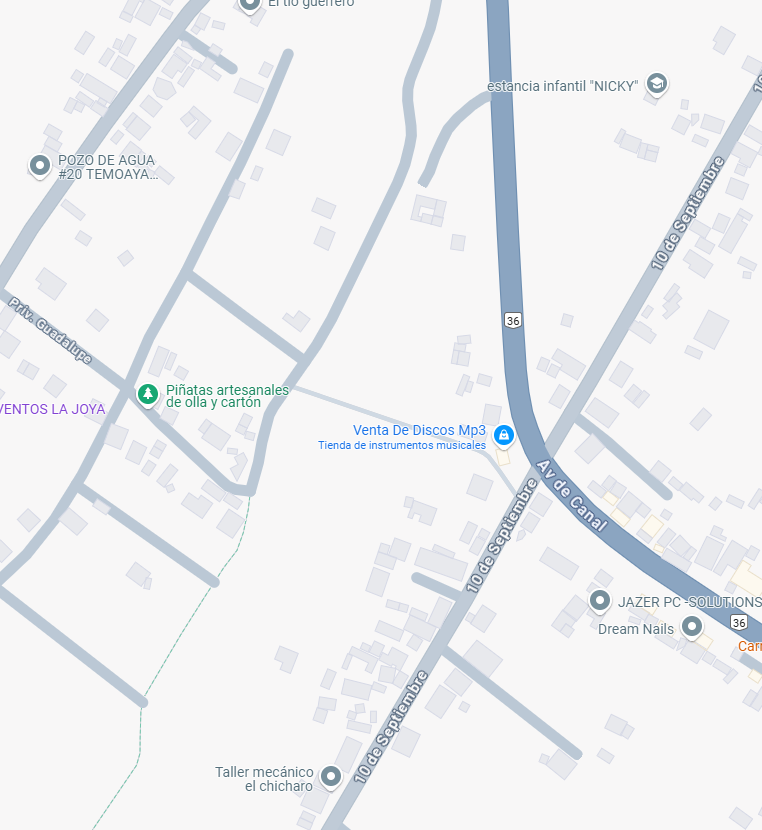 El tío guerrero
estancia infantil "NICKY"
10 de Septiembre
POZO DE AGUA
#20 TEMOAYA...
Priv. Guadalupe
36
Piñatas artesanales
de olla y cartón
VENTOS LA JOYA
Venta De Discos Mp3
Tienda de instrumentos musicales
Av de Canal
10 de Septiembre
JAZER PC -SOLUTIONS
36
Dream Nails
Carn
10 de Septiembre
Taller mecánico
el chicharo